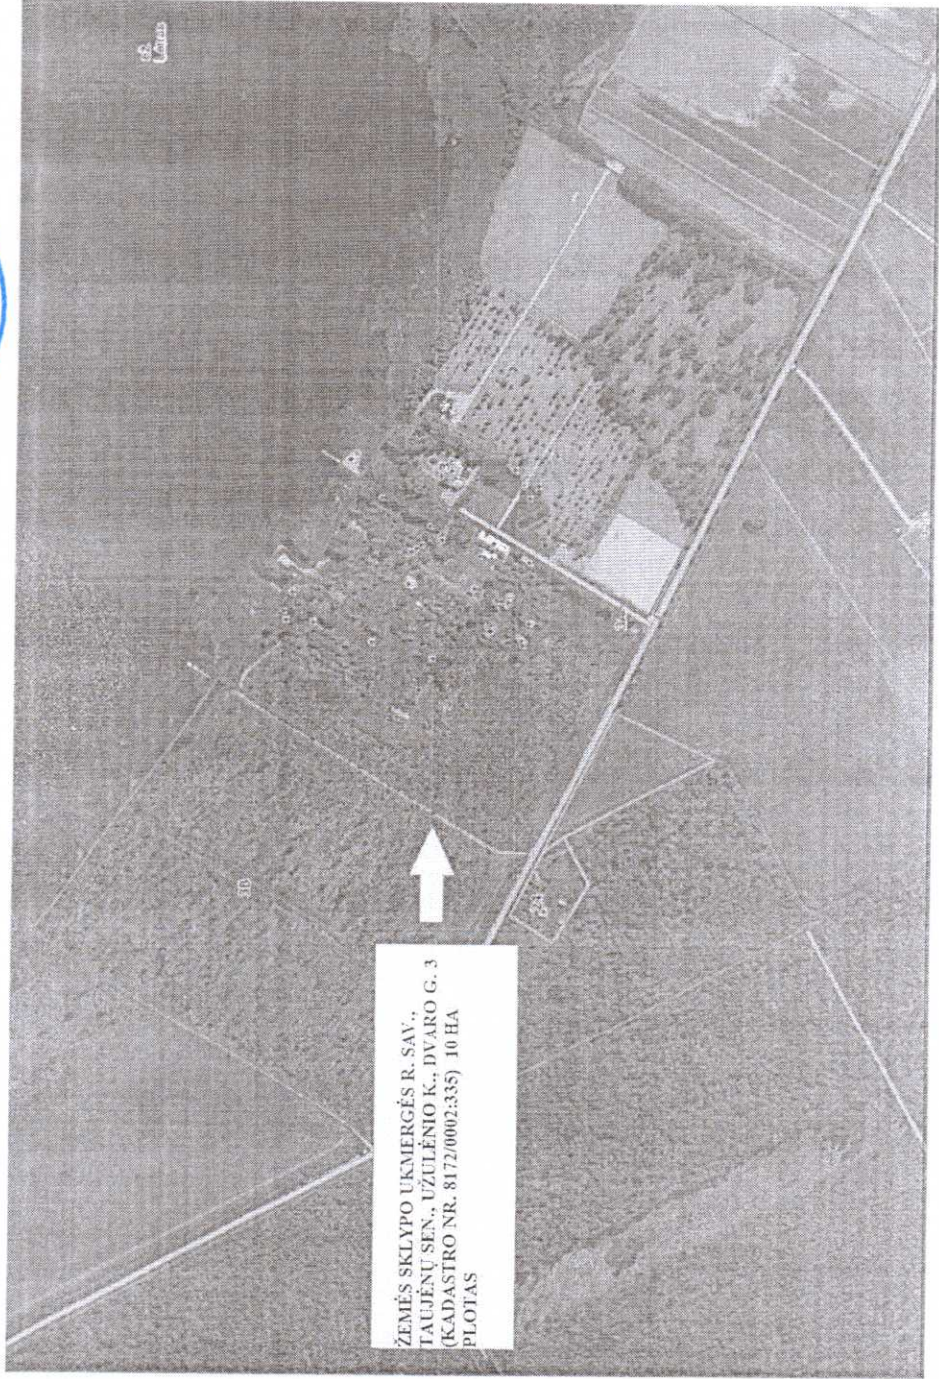 ŽEMĖS SKLYPO UKMERGĖS R. SAV.,
TAUJĖNŲ SEN., UŽULĖNIO K., DVARO G. 3
(KADASTRO NR. 8172/0002:335) 10 HA
PLOTAS